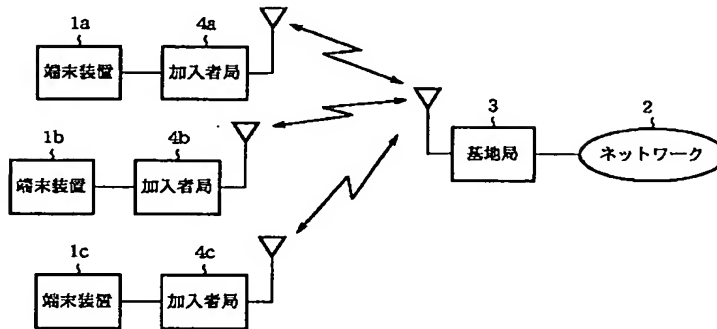 1a
4a
端末装置
加入者局
3
2
基地局
ネットワーク
1b
4b
端末装置
加入者局
1c
4c
端末装置
加入者局